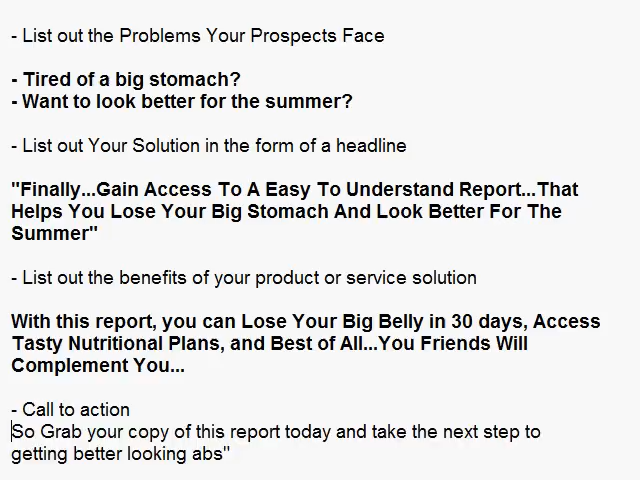 - List out the Problems Your Prospects Face
- Tired of a big stomach?
- Want to look better for the summer?
- List out Your Solution in the form of a headline
"Finally...Gain Access To A Easy To Understand Report...That
Helps You Lose Your Big Stomach And Look Better For The
Summer"
- List out the benefits of your product or service solution
With this report, you can Lose Your Big Belly in 30 days, Access
Tasty Nutritional Plans, and Best of All...You Friends Will
Complement You...
- Call to action
So Grab your copy of this report today and take the next step to
getting better looking abs"